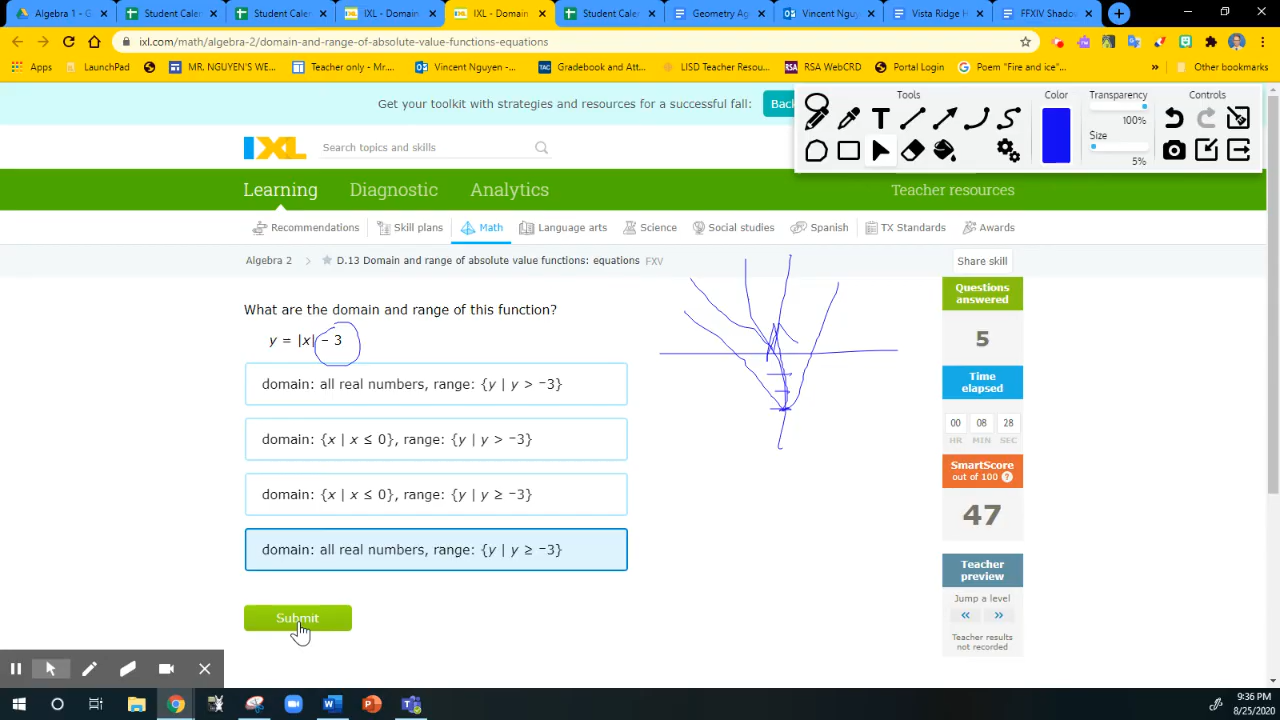 Algebra 1 - G
Student Caler
Student Calen
IXL - Domain
IXL - Domain
Student Caler
Geometry Ag
Vincent Nguy
Vista Ridge H
FFXIV Shado
ixl.com/math/algebra-2/domain-and-range-of-absolute-value-functions-equations
Apps
LaunchPad
MR. NGUYEN'S WE...
Teacher only - Mr....
Vincent Nguyen -...
TAC Gradebook and Att...
LISD Teacher Resou...
RSA RSA WebCRD
Portal Login
Poem "Fire and ice"...
»
Other bookmarks
Get your toolkit with strategies and resources for a successful fall:
Back
Tools
Color
Transparency
Controls
100%
Size
5%
IXL
Search topics and skills
Learning
Diagnostic
Analytics
Teacher resources
Recommendations
Skill plans
Math
Language arts
Science
Social studies
Spanish
TX Standards
Awards
Algebra 2 > D.13 Domain and range of absolute value functions: equations FXV
Share skill
What are the domain and range of this function?
y = |x| − 3
domain: all real numbers, range: {y | y > −3}
domain: {x | x ≤ 0}, range: {y | y > −3}
domain: {x | x ≤ 0}, range: {y | y ≥ −3}
domain: all real numbers, range: {y | y ≥ −3}
Submit
Questions answered
5
Time elapsed
00 08 28
HR MIN SEC
SmartScore
out of 100 ?
47
Teacher preview
Jump a level
« »
Teacher results
not recorded
9:36 PM
8/25/2020